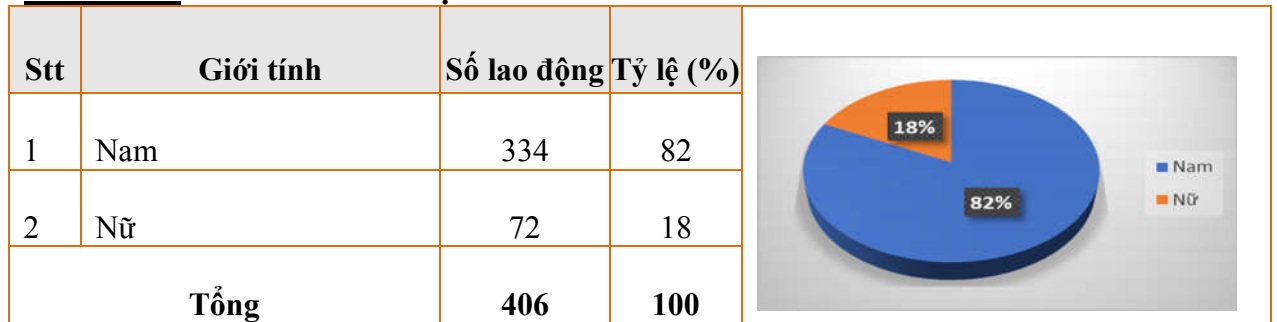 Stt Giới tính Số lao động Tỷ lệ (%)
1 Nam 334 82
2 Nữ 72 18
Tổng 406 100
18%
82%
Nam
Nữ